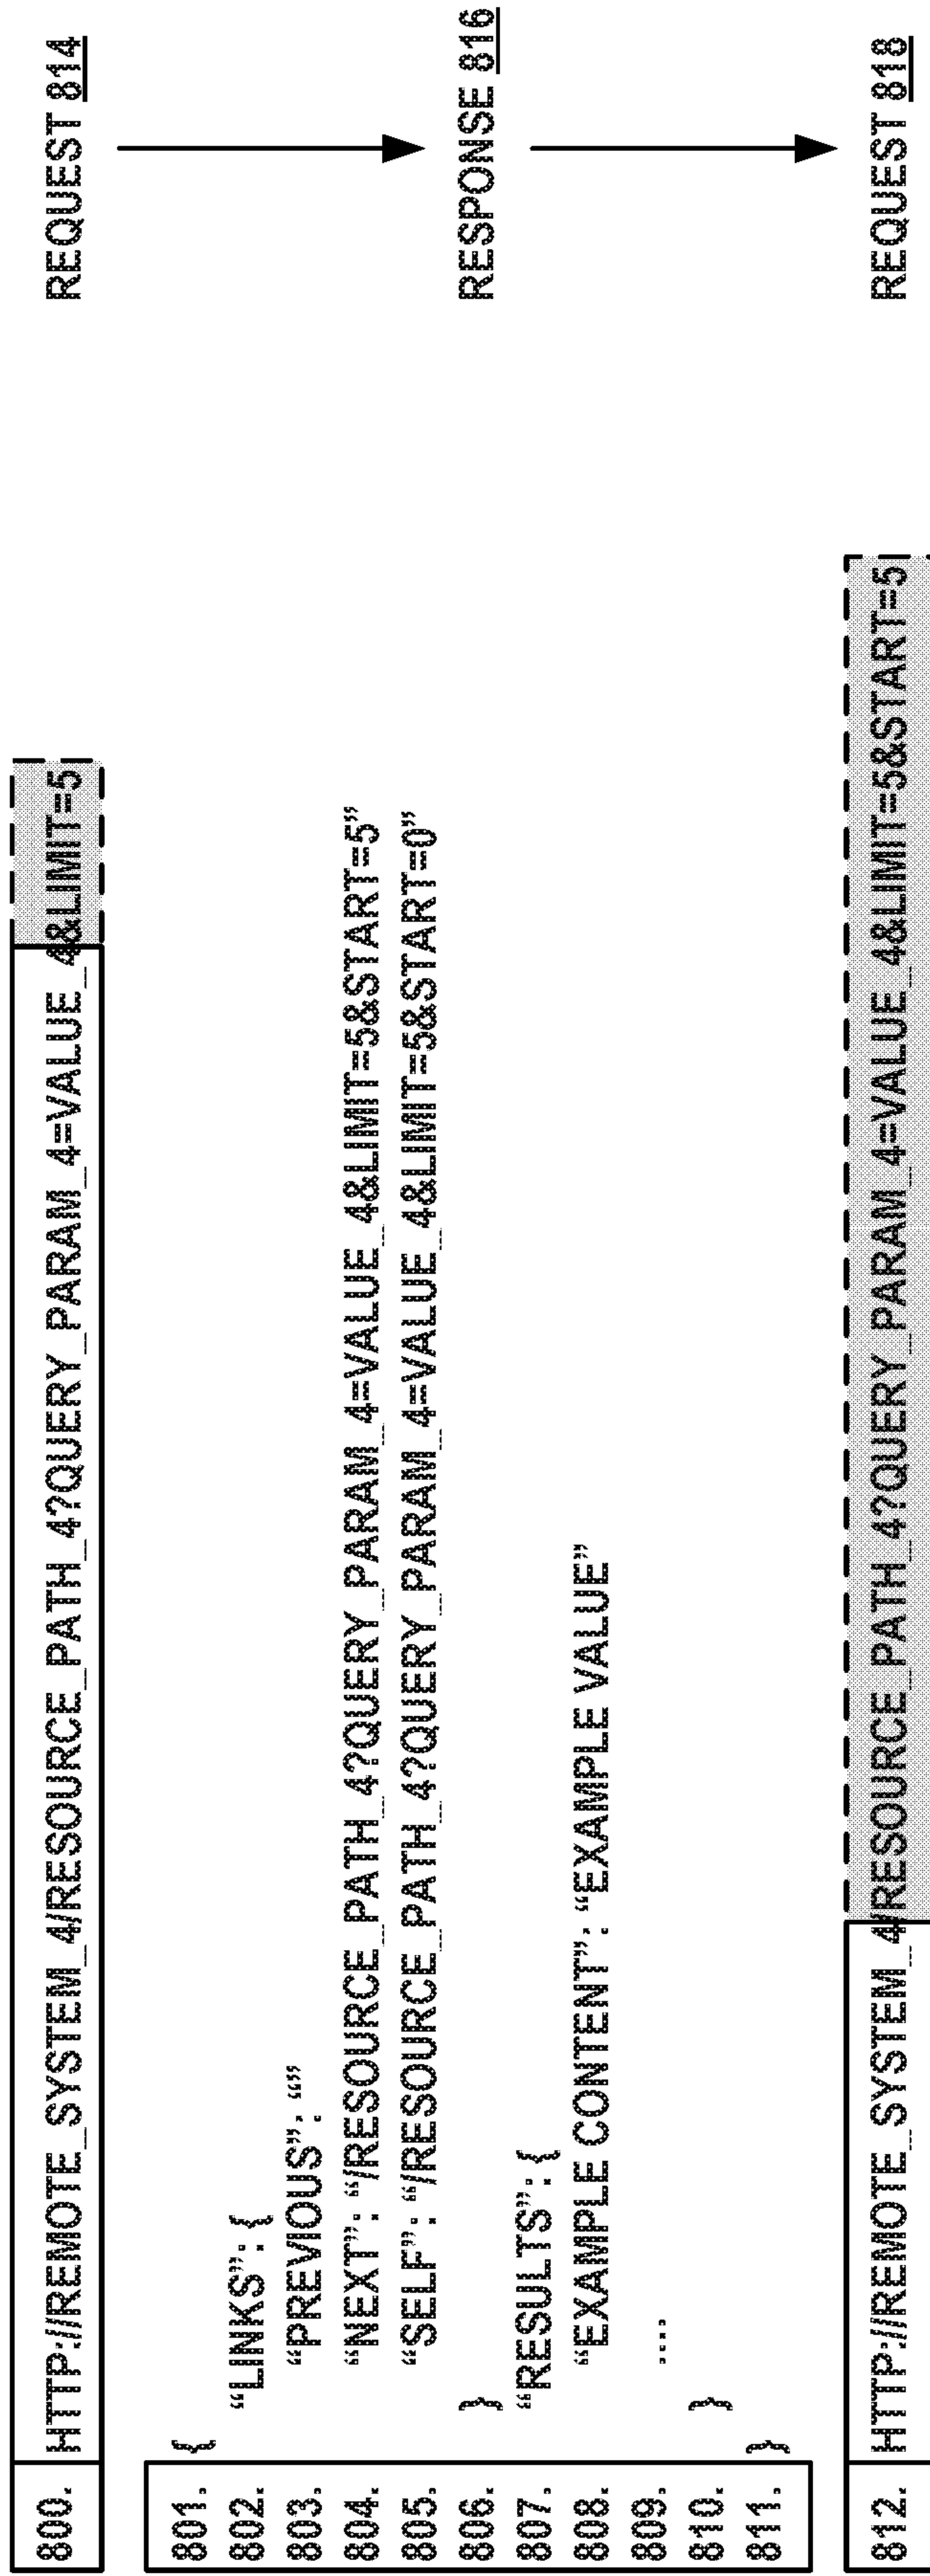 800. HTTP://REMOTE_SYSTEM_4/RESOURCE_PATH_4?QUERY_PARAM_4=VALUE_4&LIMIT=5
REQUEST 814
801. {
802. “LINKS”: {
803. “PREVIOUS”: “”
804. “NEXT”: “/RESOURCE_PATH_4?QUERY_PARAM_4=VALUE_4&LIMIT=5&START=5”
805. “SELF”: “/RESOURCE_PATH_4?QUERY_PARAM_4=VALUE_4&LIMIT=5&START=0”
806. }
807. “RESULTS”: {
808. “EXAMPLE CONTENT”: “EXAMPLE VALUE”
809. ....
810. }
811. }
RESPONSE 816
812. HTTP://REMOTE_SYSTEM_4/RESOURCE_PATH_4?QUERY_PARAM_4=VALUE_4&LIMIT=5&START=5
REQUEST 818